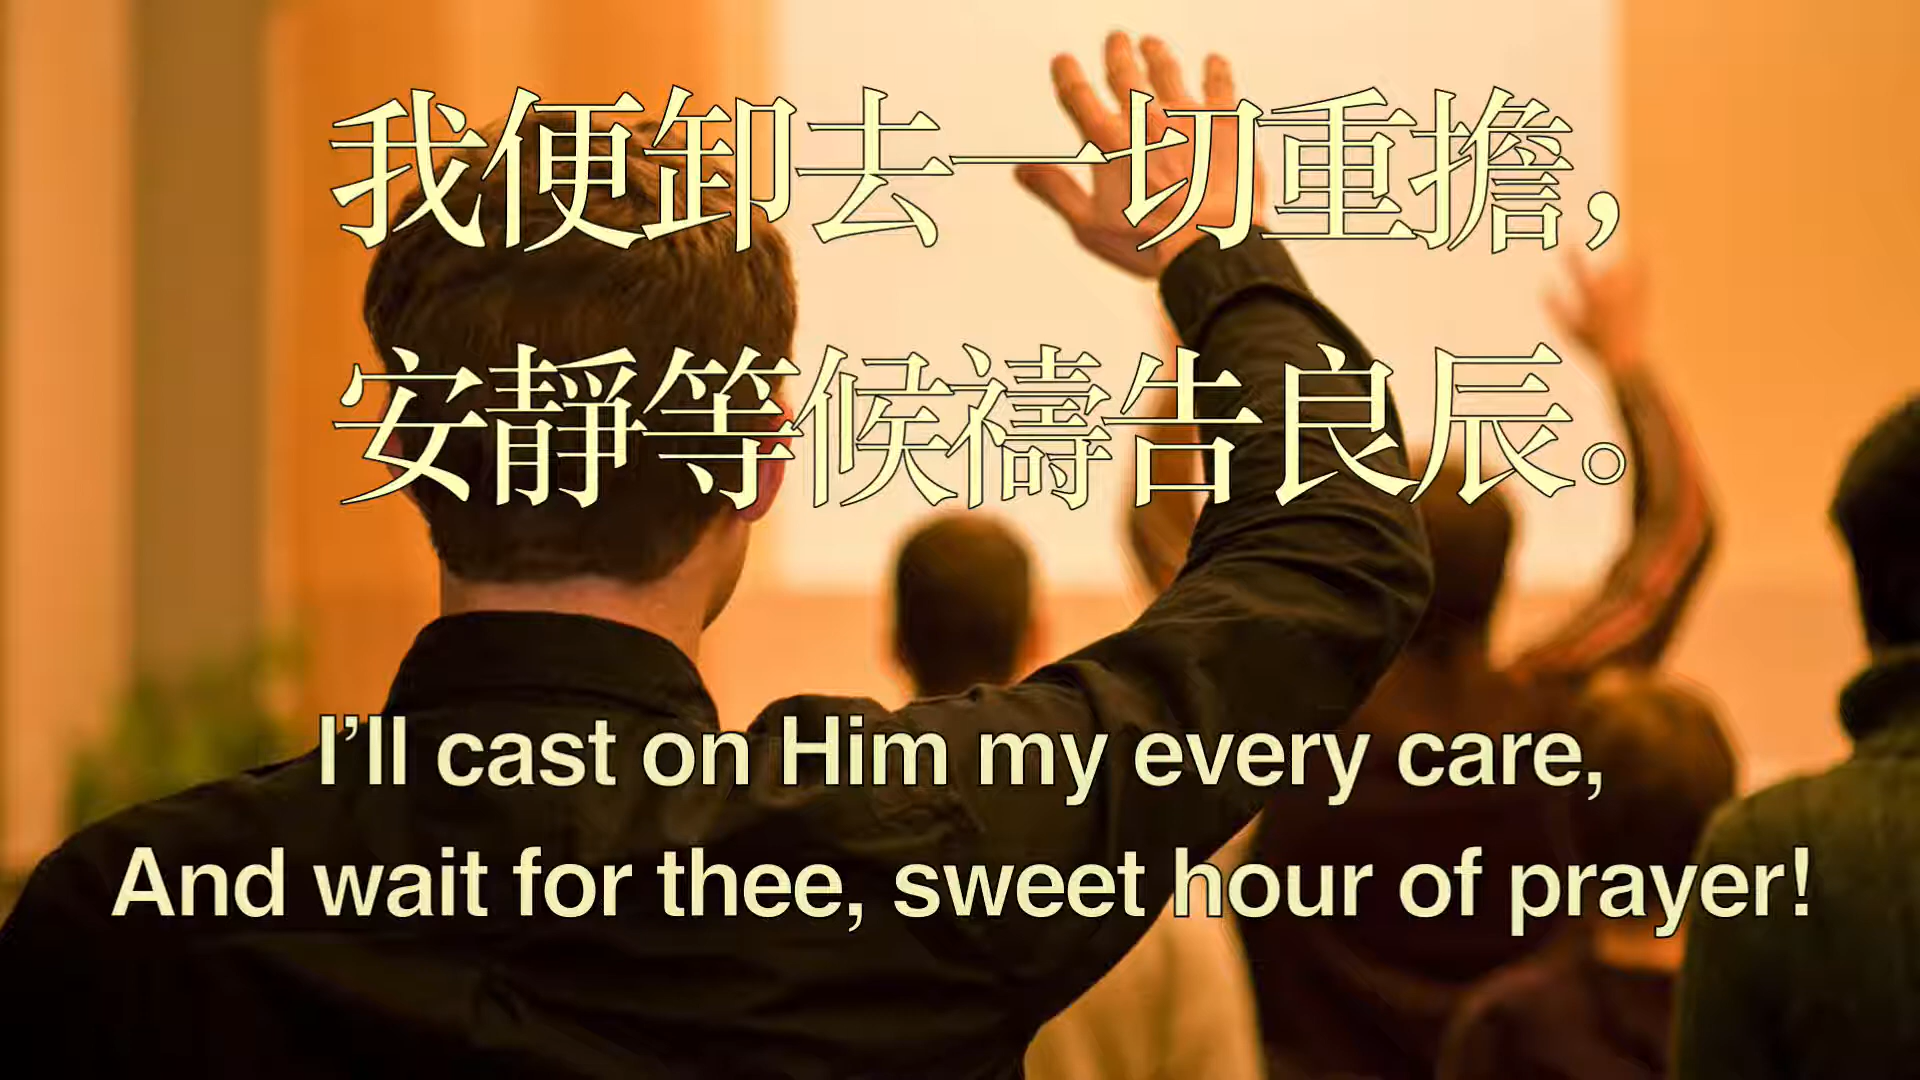 我便卸去一切重擔，
安靜等候禱告良辰。
I’ll cast on Him my every care,
And wait for thee, sweet hour of prayer!